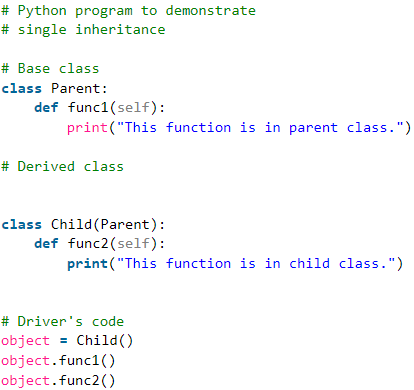 # Python program to demonstrate
# single inheritance
# Base class
class Parent:
    def func1(self):
        print("This function is in parent class.")
# Derived class
class Child(Parent):
    def func2(self):
        print("This function is in child class.")
# Driver's code
object = Child()
object.func1()
object.func2()